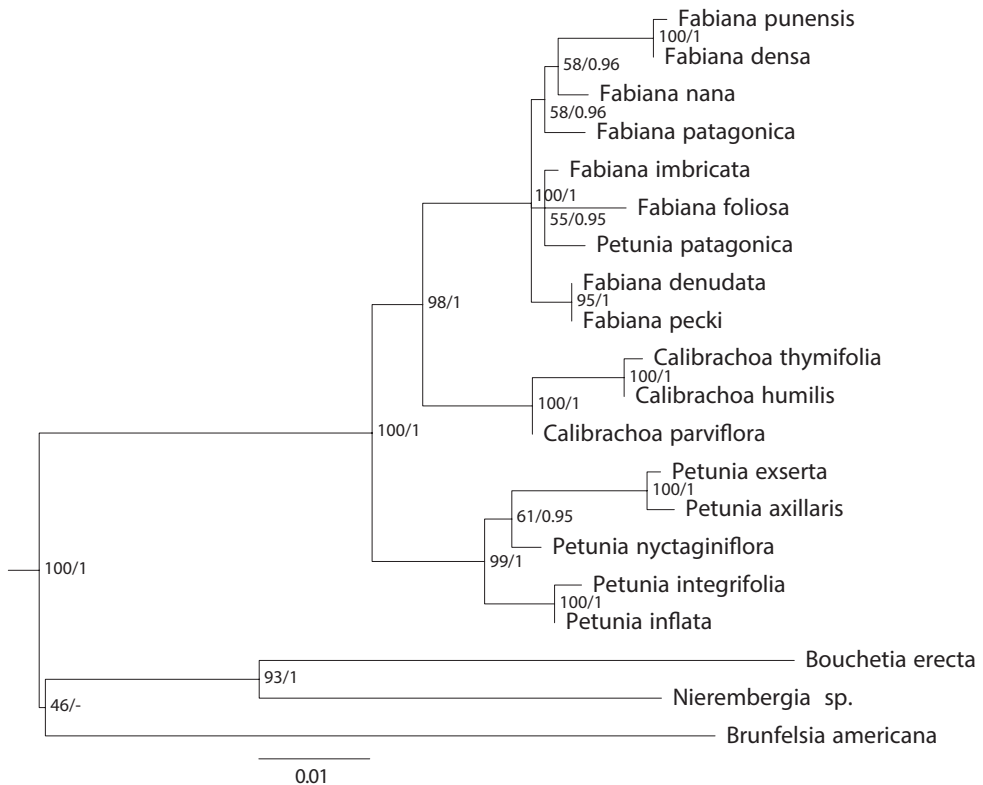 Fabiana punensis
100/1
Fabiana densa
58/0.96
Fabiana nana
58/0.96
Fabiana patagonica
Fabiana imbricata
100/1
Fabiana foliosa
55/0.95
Petunia patagonica
Fabiana denudata
95/1
98/1
Fabiana pecki
Calibrachoa thymifolia
100/1
Calibrachoa humilis
100/1
Calibrachoa parviflora
100/1
Petunia exserta
100/1
Petunia axillaris
61/0.95
Petunia nyctaginiflora
99/1
Petunia integrifolia
100/1
100/1
Petunia inflata
Bouchetia erecta
93/1
Nierembergia sp.
46/-
Brunfelsia americana
0.01